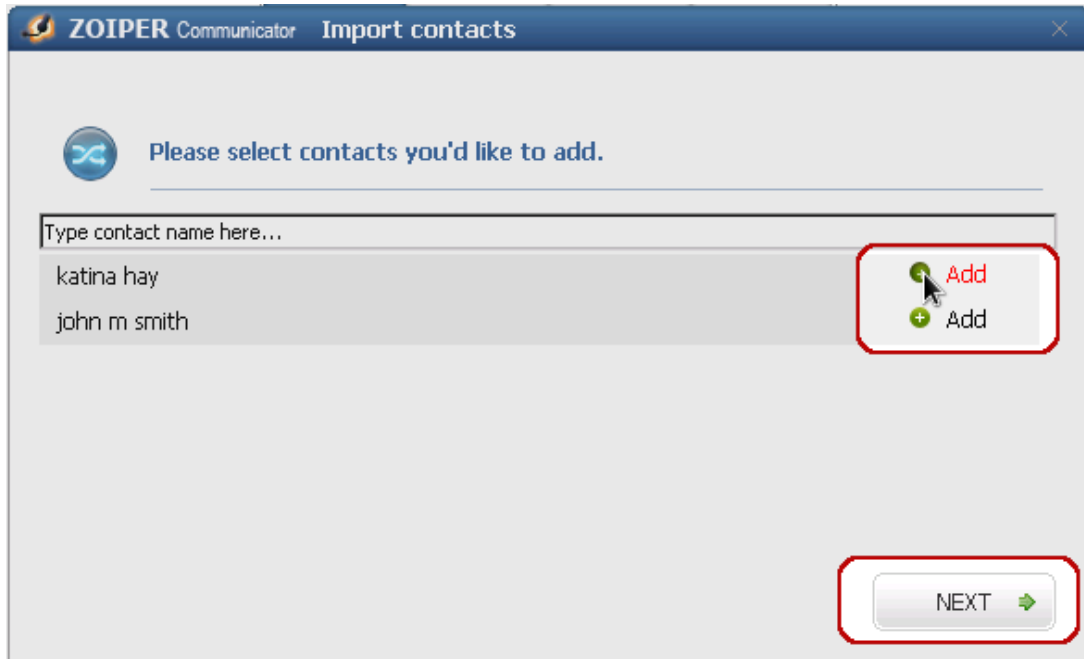 ZOIPER Communicator Import contacts
Please select contacts you'd like to add.
Type contact name here...
katina hay Add
john m smith Add
NEXT